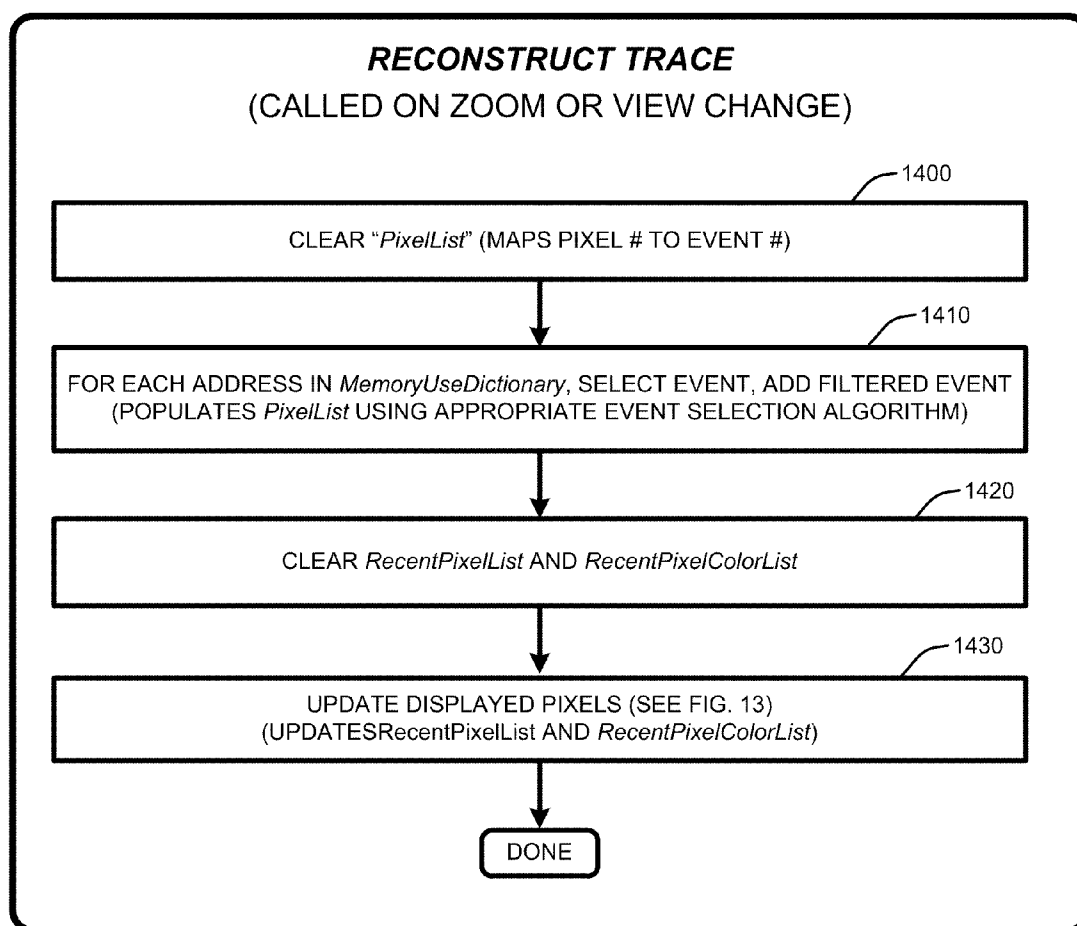 RECONSTRUCT TRACE
(CALLED ON ZOOM OR VIEW CHANGE)
1400
CLEAR “PixelList” (MAPS PIXEL # TO EVENT #)
1410
FOR EACH ADDRESS IN MemoryUseDictionary, SELECT EVENT, ADD FILTERED EVENT
(POPULATES PixelList USING APPROPRIATE EVENT SELECTION ALGORITHM)
1420
CLEAR RecentPixelList AND RecentPixelColorList
1430
UPDATE DISPLAYED PIXELS (SEE FIG. 13)
(UPDATESRecentPixelList AND RecentPixelColorList)
DONE